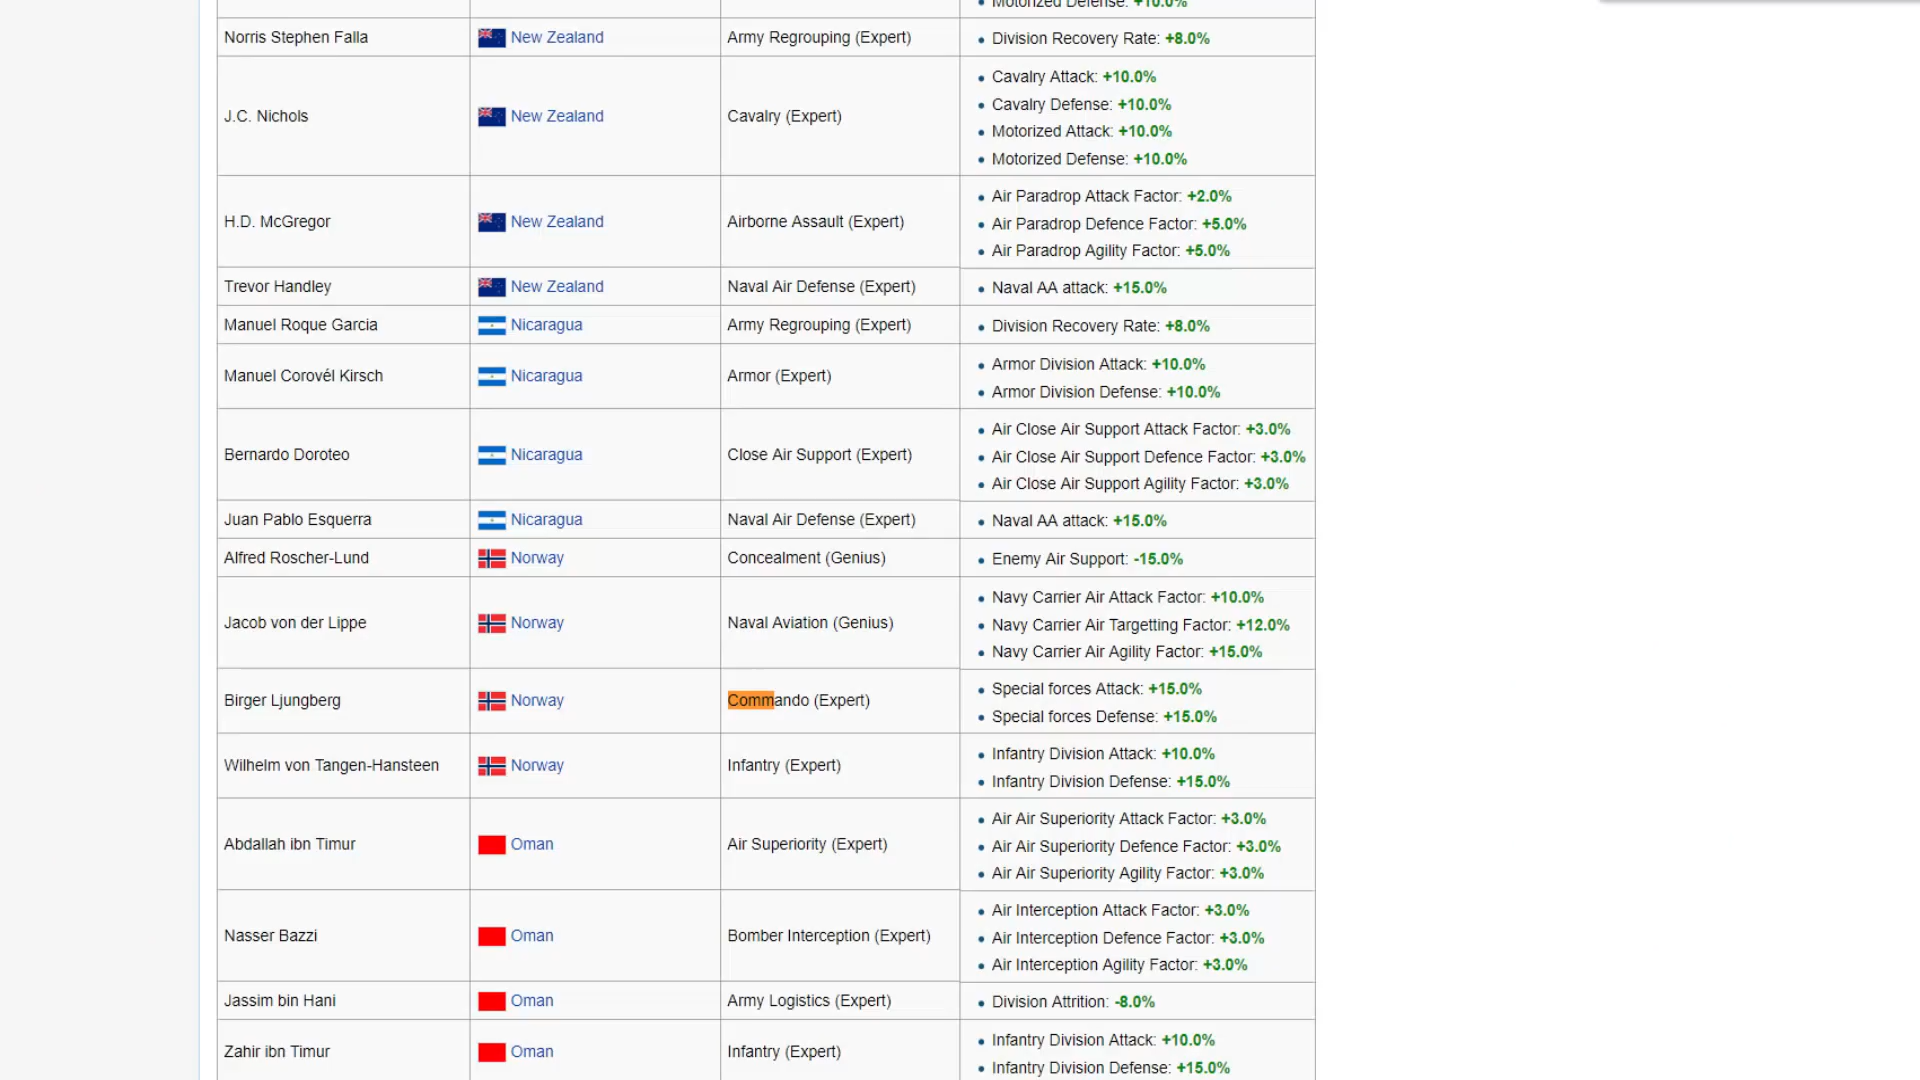 Motorized Defense: +10.0%
Norris Stephen Falla New Zealand Army Regrouping (Expert) Division Recovery Rate: +8.0%
Cavalry Attack: +10.0%
Cavalry Defense: +10.0%
J.C. Nichols New Zealand Cavalry (Expert)
Motorized Attack: +10.0%
Motorized Defense: +10.0%
Air Paradrop Attack Factor: +2.0%
H.D. McGregor New Zealand Airborne Assault (Expert) Air Paradrop Defence Factor: +5.0%
Air Paradrop Agility Factor: +5.0%
Trevor Handley New Zealand Naval Air Defense (Expert) Naval AA attack: +15.0%
Manuel Roque Garcia Nicaragua Army Regrouping (Expert) Division Recovery Rate: +8.0%
Manuel Corovél Kirsch Nicaragua Armor (Expert) Armor Division Attack: +10.0%
Armor Division Defense: +10.0%
Air Close Air Support Attack Factor: +3.0%
Bernardo Doroteo Nicaragua Close Air Support (Expert) Air Close Air Support Defence Factor: +3.0%
Air Close Air Support Agility Factor: +3.0%
Juan Pablo Esquerra Nicaragua Naval Air Defense (Expert) Naval AA attack: +15.0%
Alfred Roscher-Lund Norway Concealment (Genius) Enemy Air Support: -15.0%
Navy Carrier Air Attack Factor: +10.0%
Jacob von der Lippe Norway Naval Aviation (Genius) Navy Carrier Air Targetting Factor: +12.0%
Navy Carrier Air Agility Factor: +15.0%
Birger Ljungberg Norway Commando (Expert) Special forces Attack: +15.0%
Special forces Defense: +15.0%
Wilhelm von Tangen-Hansteen Norway Infantry (Expert) Infantry Division Attack: +10.0%
Infantry Division Defense: +15.0%
Air Air Superiority Attack Factor: +3.0%
Abdallah ibn Timur Oman Air Superiority (Expert) Air Air Superiority Defence Factor: +3.0%
Air Air Superiority Agility Factor: +3.0%
Air Interception Attack Factor: +3.0%
Nasser Bazzi Oman Bomber Interception (Expert) Air Interception Defence Factor: +3.0%
Air Interception Agility Factor: +3.0%
Jassim bin Hani Oman Army Logistics (Expert) Division Attrition: -8.0%
Zahir ibn Timur Oman Infantry (Expert) Infantry Division Attack: +10.0%
Infantry Division Defense: +15.0%